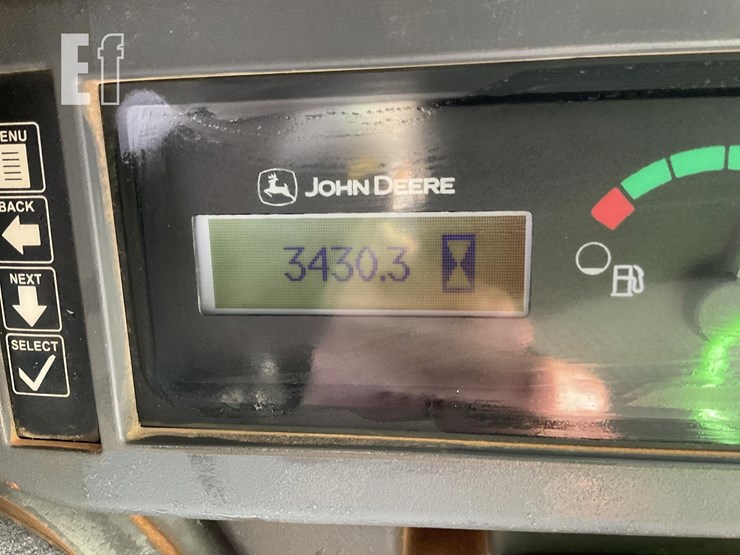 Ef
ENU
BACK
NEXT
SELECT
JOHN DEERE
3430.3